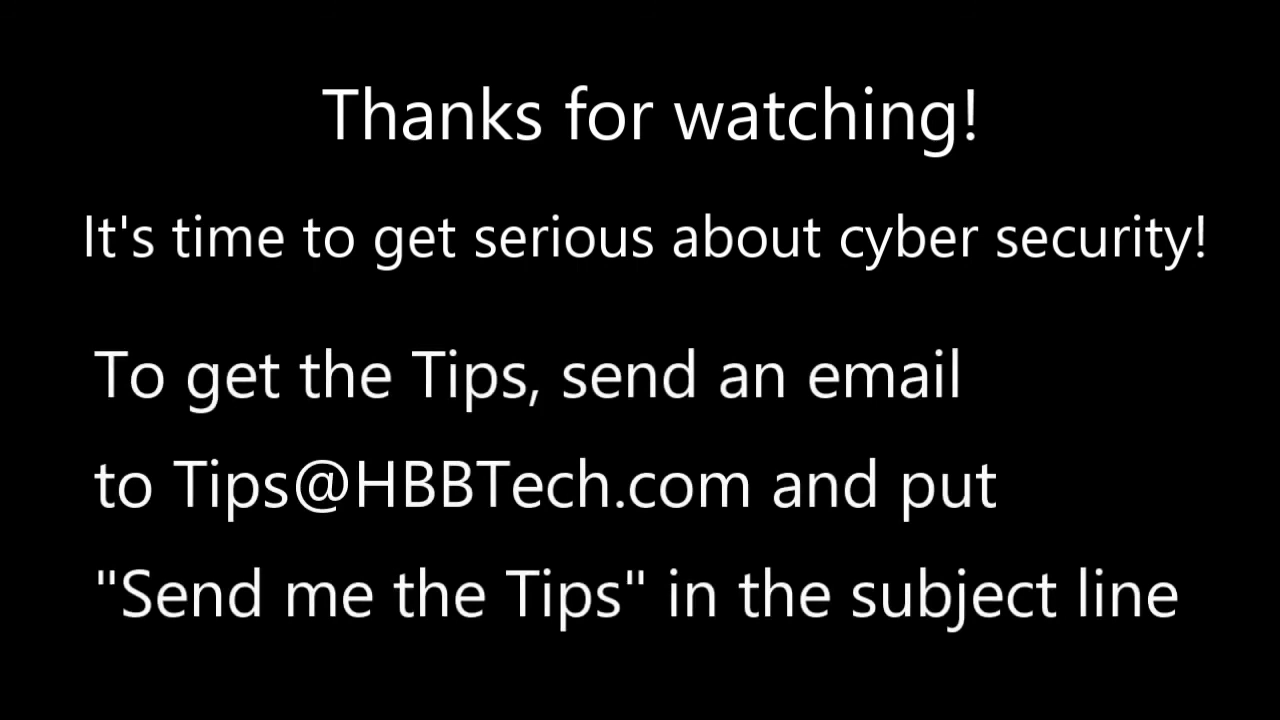 Thanks for watching!
It's time to get serious about cyber security!
To get the Tips, send an email
to Tips@HBBTech.com and put
"Send me the Tips" in the subject line